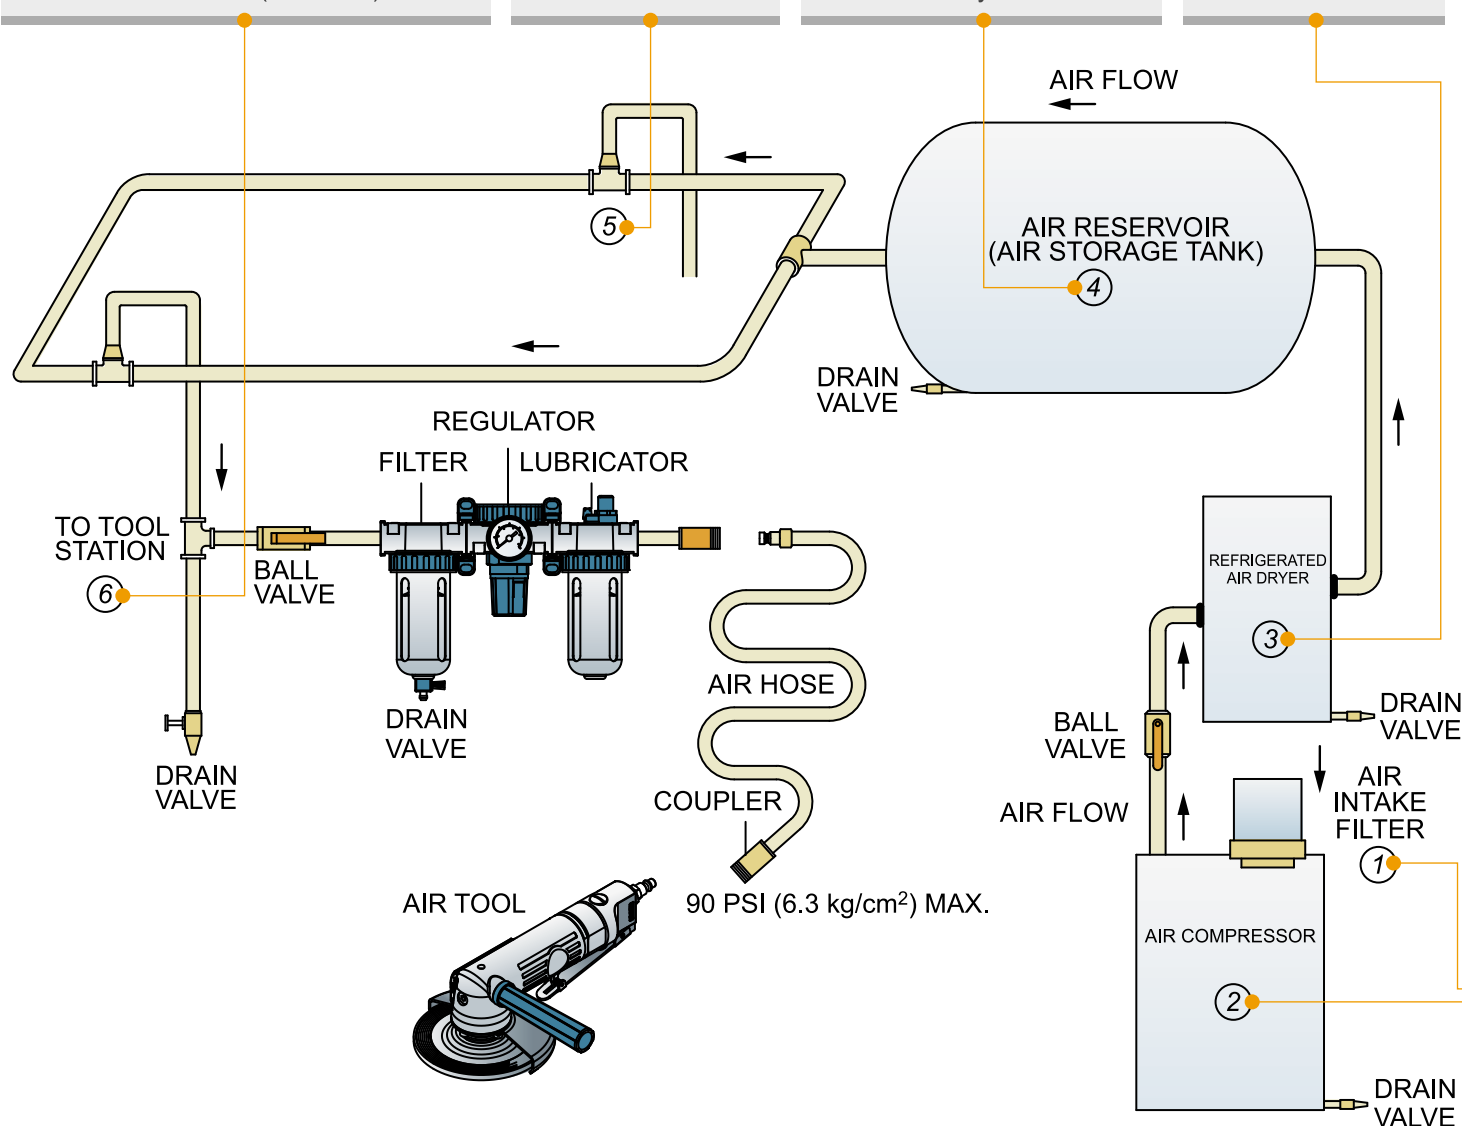 AIR FLOW
5
AIR RESERVOIR
(AIR STORAGE TANK)
4
DRAIN
VALVE
REGULATOR
FILTER
LUBRICATOR
TO TOOL
STATION
6
BALL
VALVE
REFRIGERATED
AIR DRYER
3
AIR HOSE
DRAIN
VALVE
DRAIN
VALVE
BALL
VALVE
DRAIN
VALVE
AIR
INTAKE
FILTER
1
COUPLER
AIR FLOW
AIR TOOL
90 PSI (6.3 kg/cm²) MAX.
AIR COMPRESSOR
2
DRAIN
VALVE